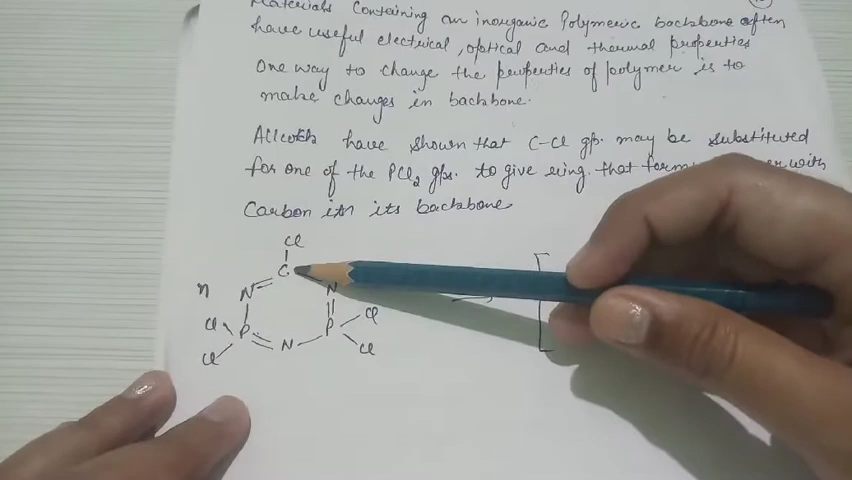 Materials Containing an inorganic Polymeric backbone often
have useful electrical, optical and thermal properties
One way to change the properties of polymer is to
make changes in backbone.
Allcock have shown that C-Cl gp. may be substituted
for one of the PCl2 gps. to give ring that with
Carbon in its backbone
Cl
C
n N N
Cl P P Cl
Cl N Cl